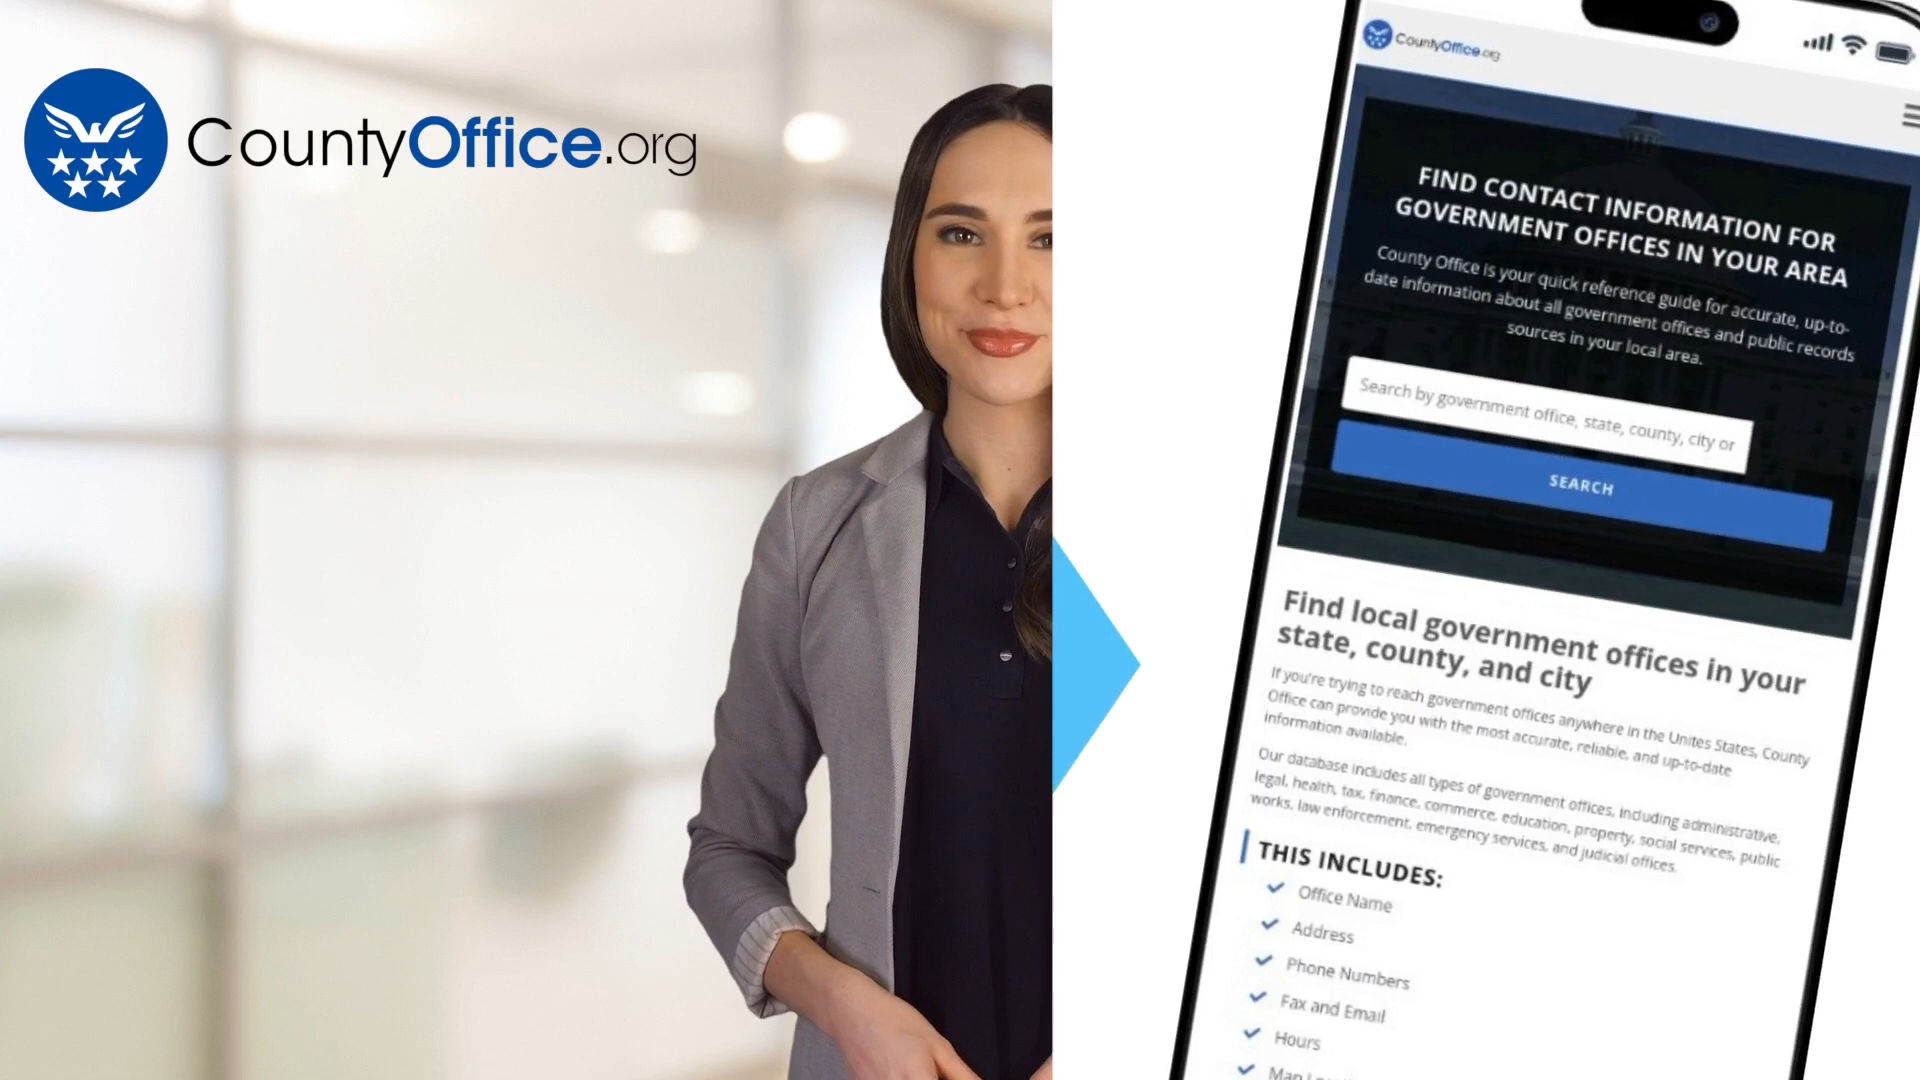 CountyOffice.org
CountyOffice.org
FIND CONTACT INFORMATION FOR
GOVERNMENT OFFICES IN YOUR AREA
County Office is your quick reference guide for accurate, up-to-
date information about all government offices and public records
sources in your local area.
Search by government office, state, county, city or
SEARCH
Find local government offices in your
state, county, and city
If you're trying to reach government offices anywhere in the Unites States, County
Office can provide you with the most accurate, reliable, and up-to-date
information available.
Our database includes all types of government offices, including administrative,
legal, health, tax, finance, commerce, education, property, social services, public
works, law enforcement, emergency services, and judicial offices.
THIS INCLUDES:
Office Name
Address
Phone Numbers
Fax and Email
Hours
Map